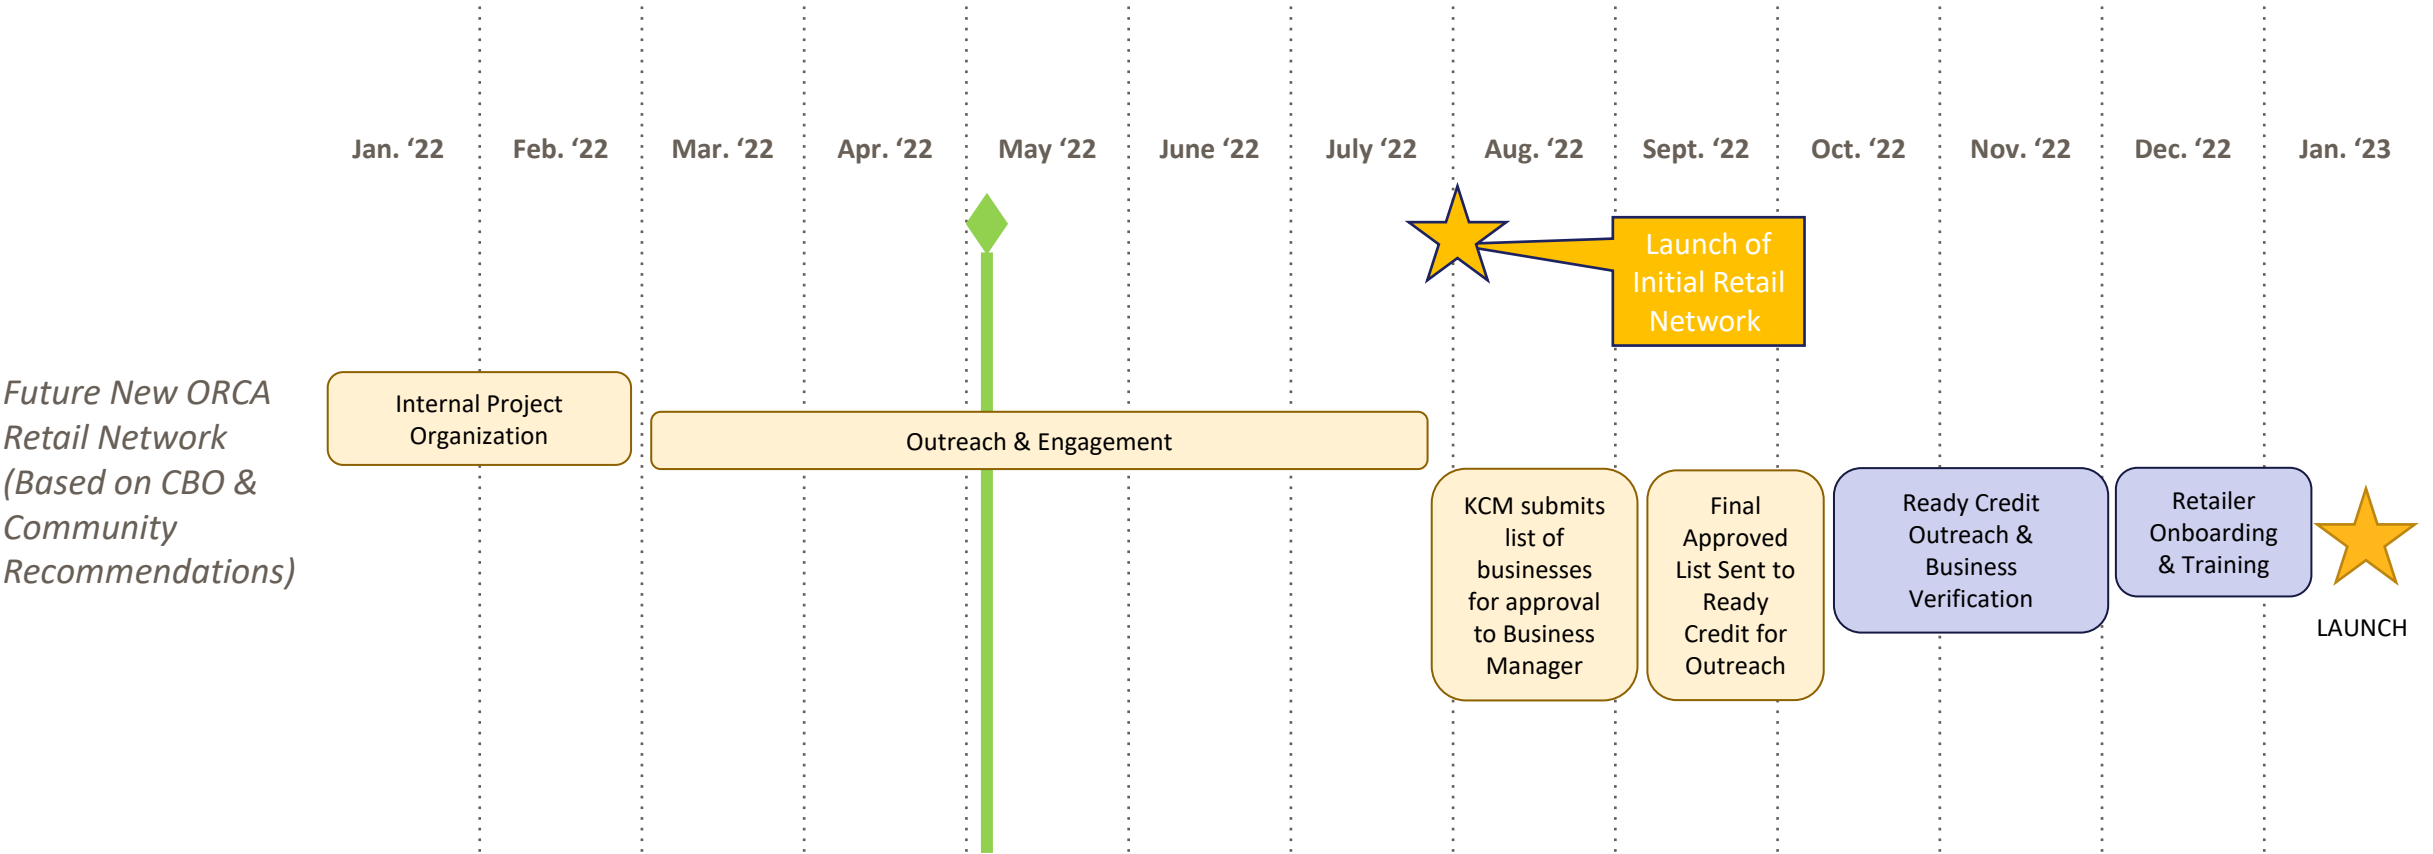 Jan. ‘22
Feb. ‘22
Mar. ‘22
Apr. ‘22
May ‘22
June ‘22
July ‘22
Aug. ‘22
Sept. ‘22
Oct. ‘22
Nov. ‘22
Dec. ‘22
Jan. ‘23
Launch of
Initial Retail
Network
Future New ORCA
Retail Network
(Based on CBO &
Community
Recommendations)
Internal Project
Organization
Outreach & Engagement
KCM submits
list of
businesses
for approval
to Business
Manager
Final
Approved
List Sent to
Ready
Credit for
Outreach
Ready Credit
Outreach &
Business
Verification
Retailer
Onboarding
& Training
LAUNCH